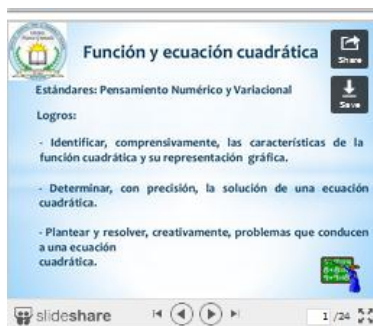 Función y ecuación cuadrática
Share
Estándares: Pensamiento Numérico y Variacional
Save
Logros:
- Identificar, comprensivamente, las características de la
función cuadrática y su representación gráfica.
- Determinar, con precisión, la solución de una ecuación
cuadrática.
- Plantear y resolver, creativamente, problemas que conducen
a una ecuación
cuadrática.
slideshare
1 /24